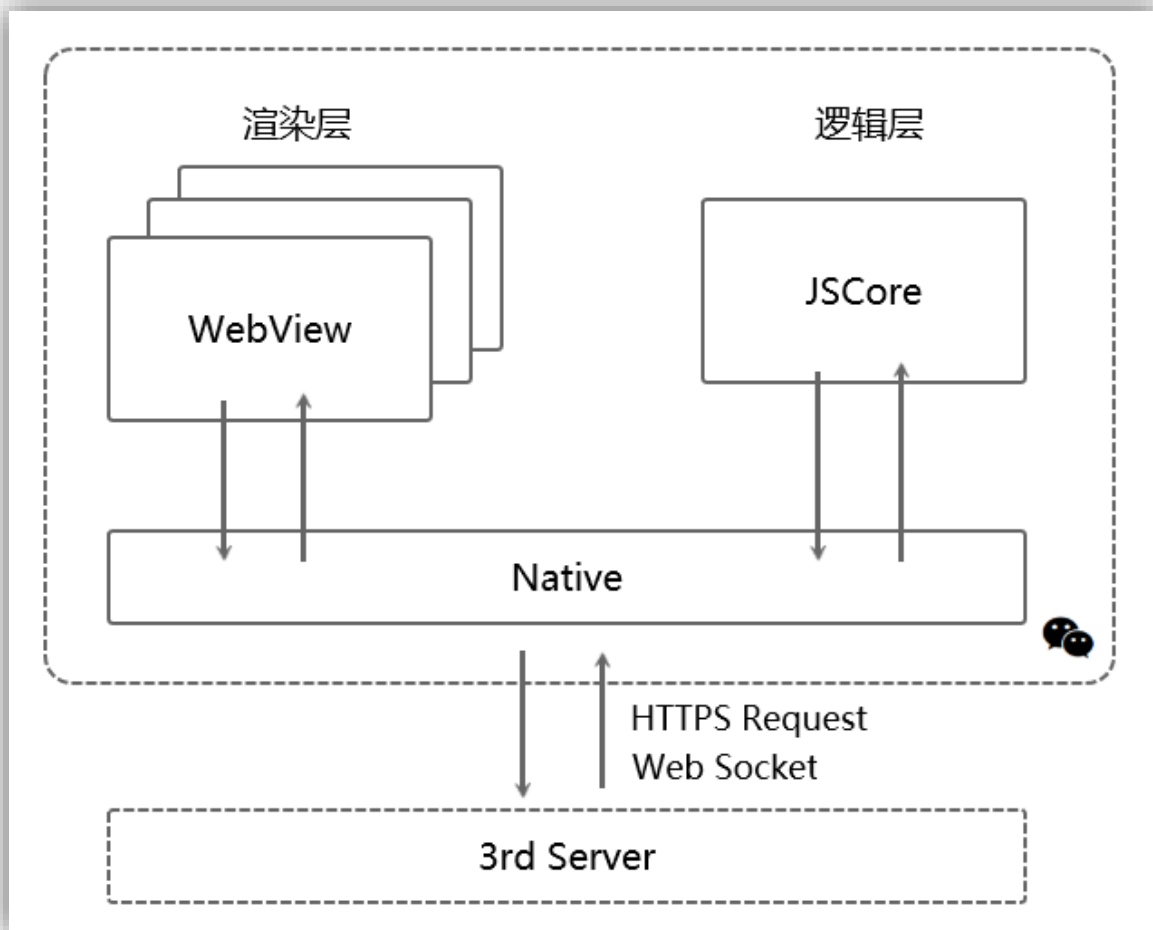 渲染层
逻辑层
WebView
JSCore
Native
HTTPS Request
Web Socket
3rd Server